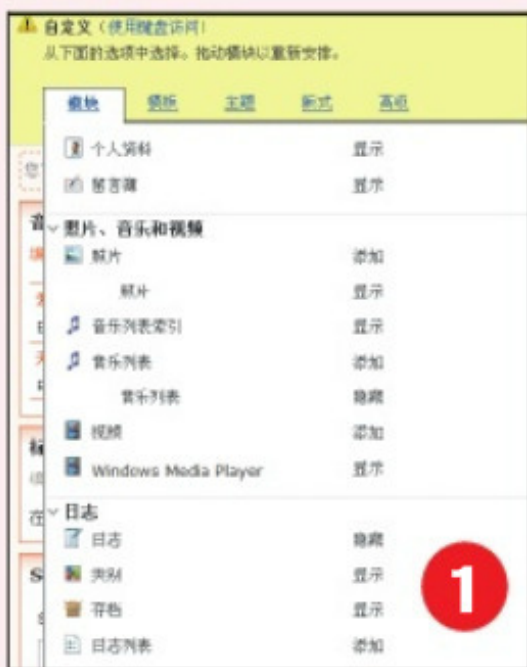 自定义（使用键盘访问）
从下面的选项中选择。拖动模块以重新安排。
模块 模板 主题 版式 高级
个人资料 显示
留言簿 显示
照片、音乐和视频
照片 添加
照片 显示
音乐列表索引 显示
音乐列表 添加
音乐列表 隐藏
视频 添加
Windows Media Player 显示
日志
日志 隐藏
类别 显示
存档 显示
日志列表 添加
1